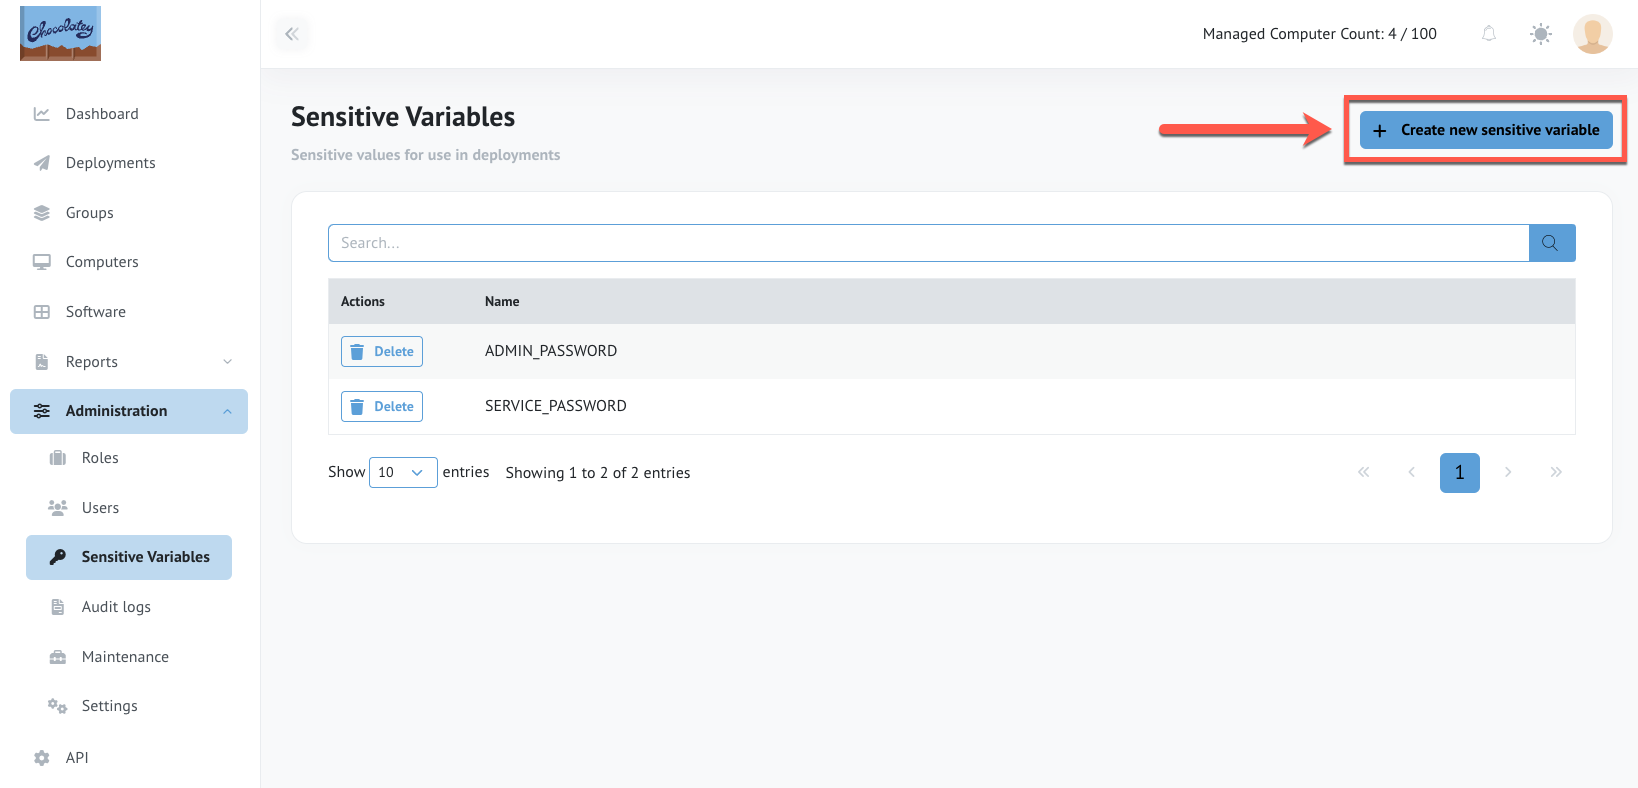 Chocolatey
Managed Computer Count: 4 / 100
Dashboard
Deployments
Groups
Computers
Software
Reports
Administration
Roles
Users
Sensitive Variables
Audit logs
Maintenance
Settings
API
Sensitive Variables
Sensitive values for use in deployments
+ Create new sensitive variable
Search...
Actions Name
Delete ADMIN_PASSWORD
Delete SERVICE_PASSWORD
Show 10 entries Showing 1 to 2 of 2 entries
« ‹ 1 › »